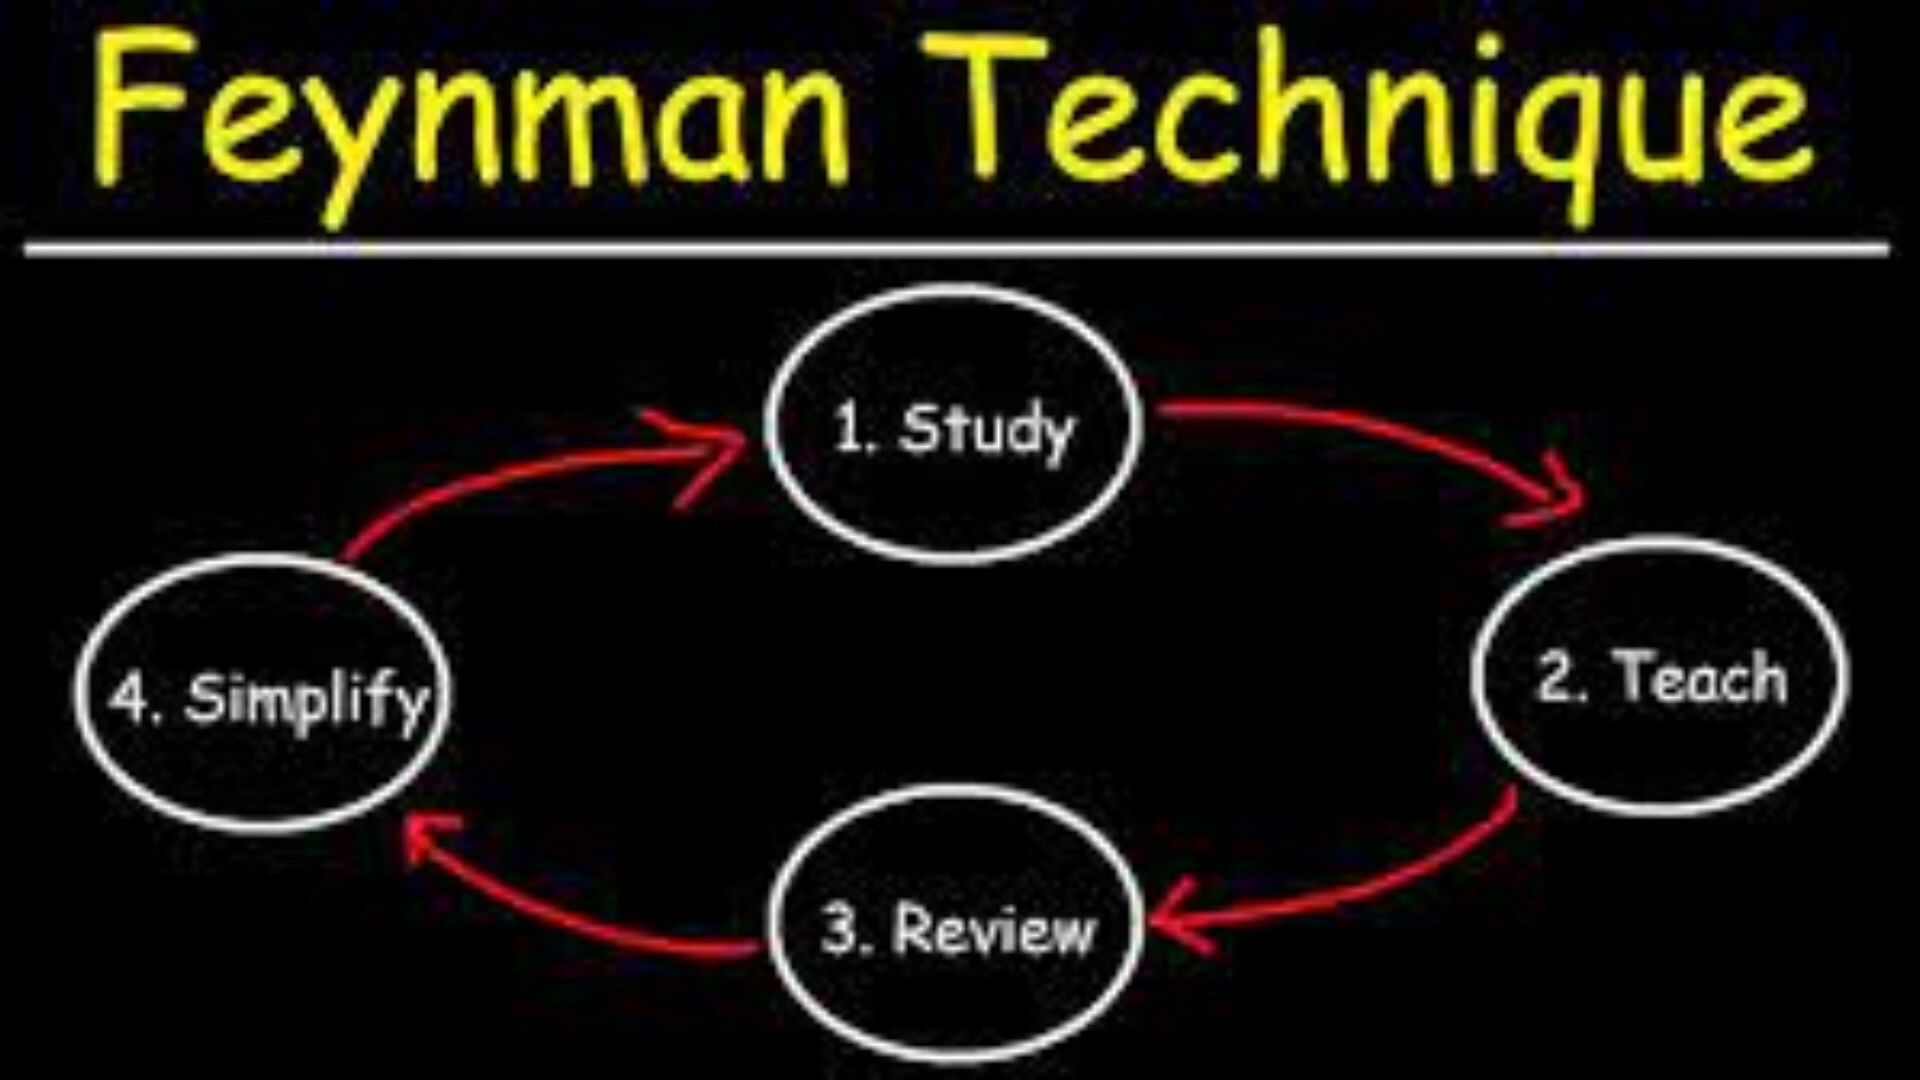 Feynman Technique
1. Study
2. Teach
3. Review
4. Simplify